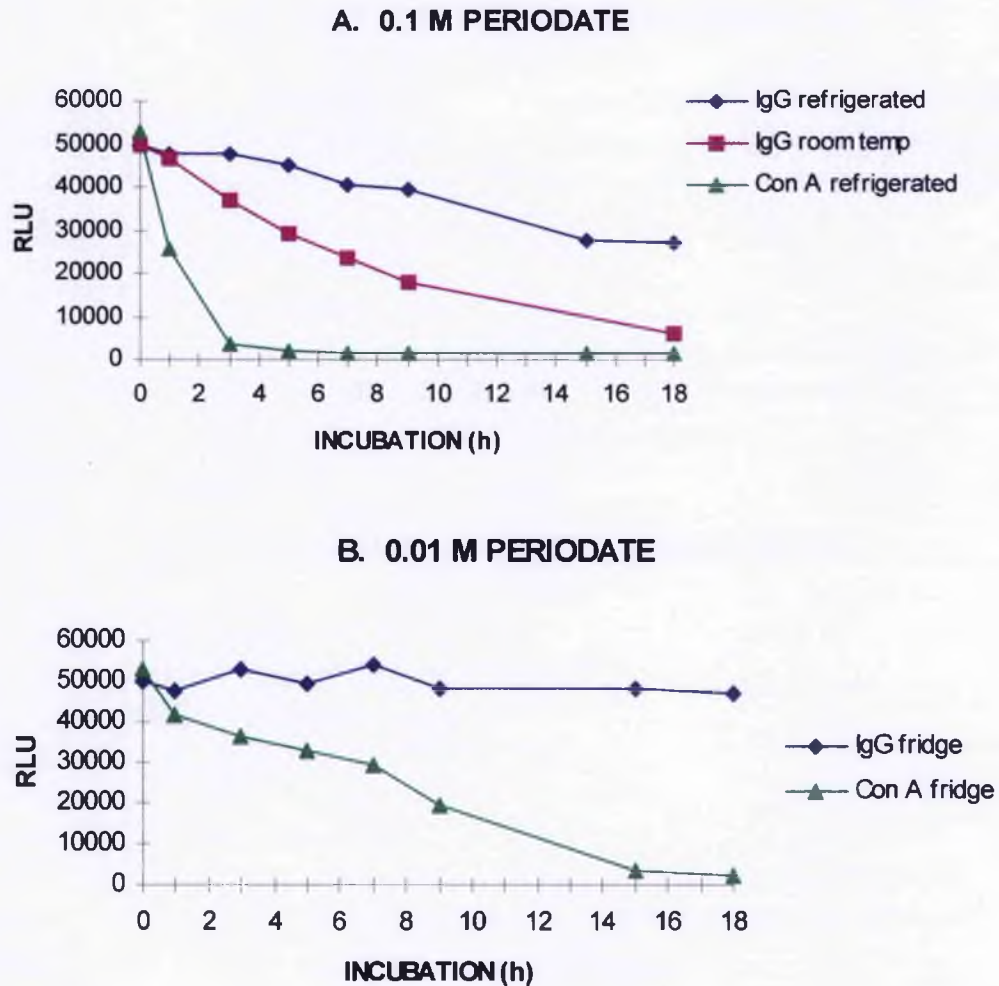 A. 0.1 M PERIODATE
60000
50000
40000
30000
20000
10000
0
RLU
0 2 4 6 8 10 12 14 16 18
INCUBATION (h)
IgG refrigerated
IgG room temp
Con A refrigerated
B. 0.01 M PERIODATE
60000
50000
40000
30000
20000
10000
0
RLU
0 2 4 6 8 10 12 14 16 18
INCUBATION (h)
IgG fridge
Con A fridge